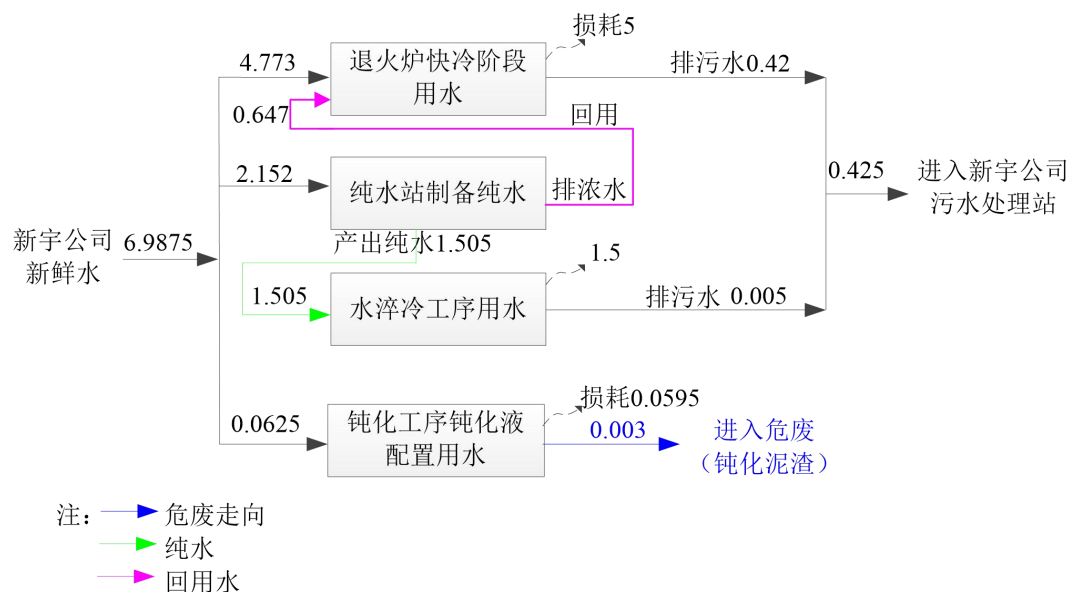 损耗5
4.773
退火炉快冷阶段
用水
排污水0.42
0.647
回用
2.152
纯水站制备纯水
排浓水
0.425
进入新宇公司
污水处理站
新宇公司
新鲜水
6.9875
产出纯水1.505
1.5
1.505
水淬冷工序用水
排污水 0.005
损耗0.0595
0.0625
钝化工序钝化液
配置用水
0.003
进入危废
（钝化泥渣）
注：
危废走向
纯水
回用水